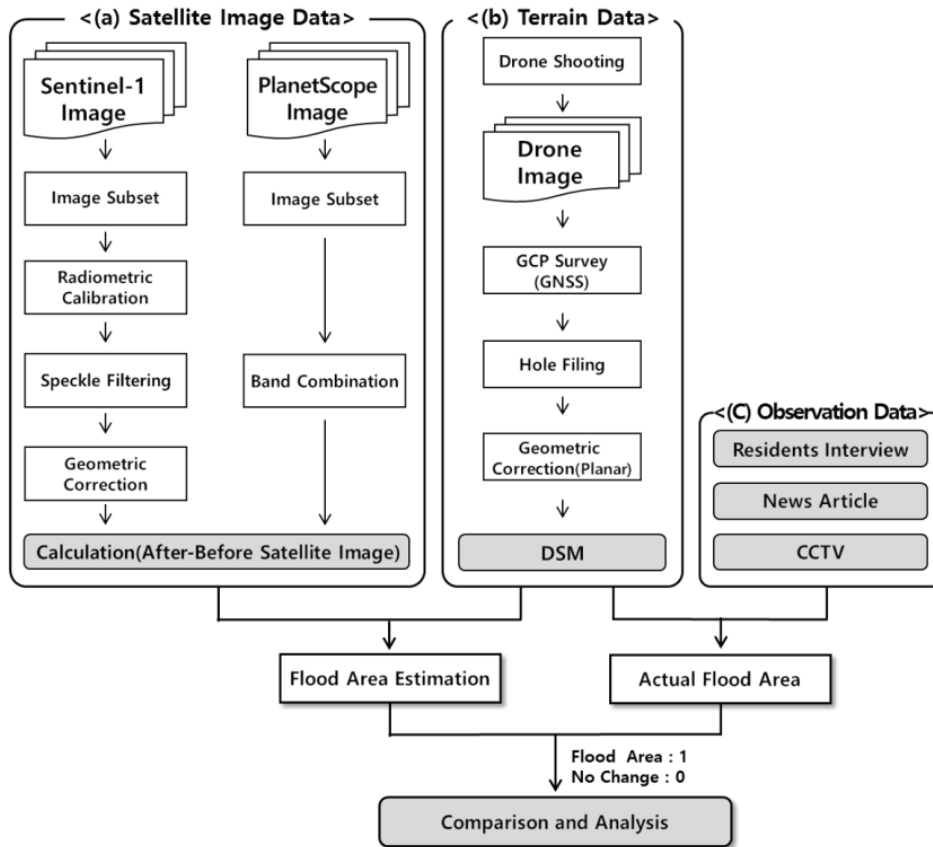 <(a) Satellite Image Data>
Sentinel-1
Image
Image Subset
Radiometric
Calibration
Speckle Filtering
Geometric
Correction
PlanetScope
Image
Image Subset
Band Combination
Calculation(After-Before Satellite Image)
<(b) Terrain Data>
Drone Shooting
Drone
Image
GCP Survey
(GNSS)
Hole Filing
Geometric
Correction(Planar)
DSM
<(C) Observation Data>
Residents Interview
News Article
CCTV
Flood Area Estimation
Actual Flood Area
Flood Area : 1
No Change : 0
Comparison and Analysis